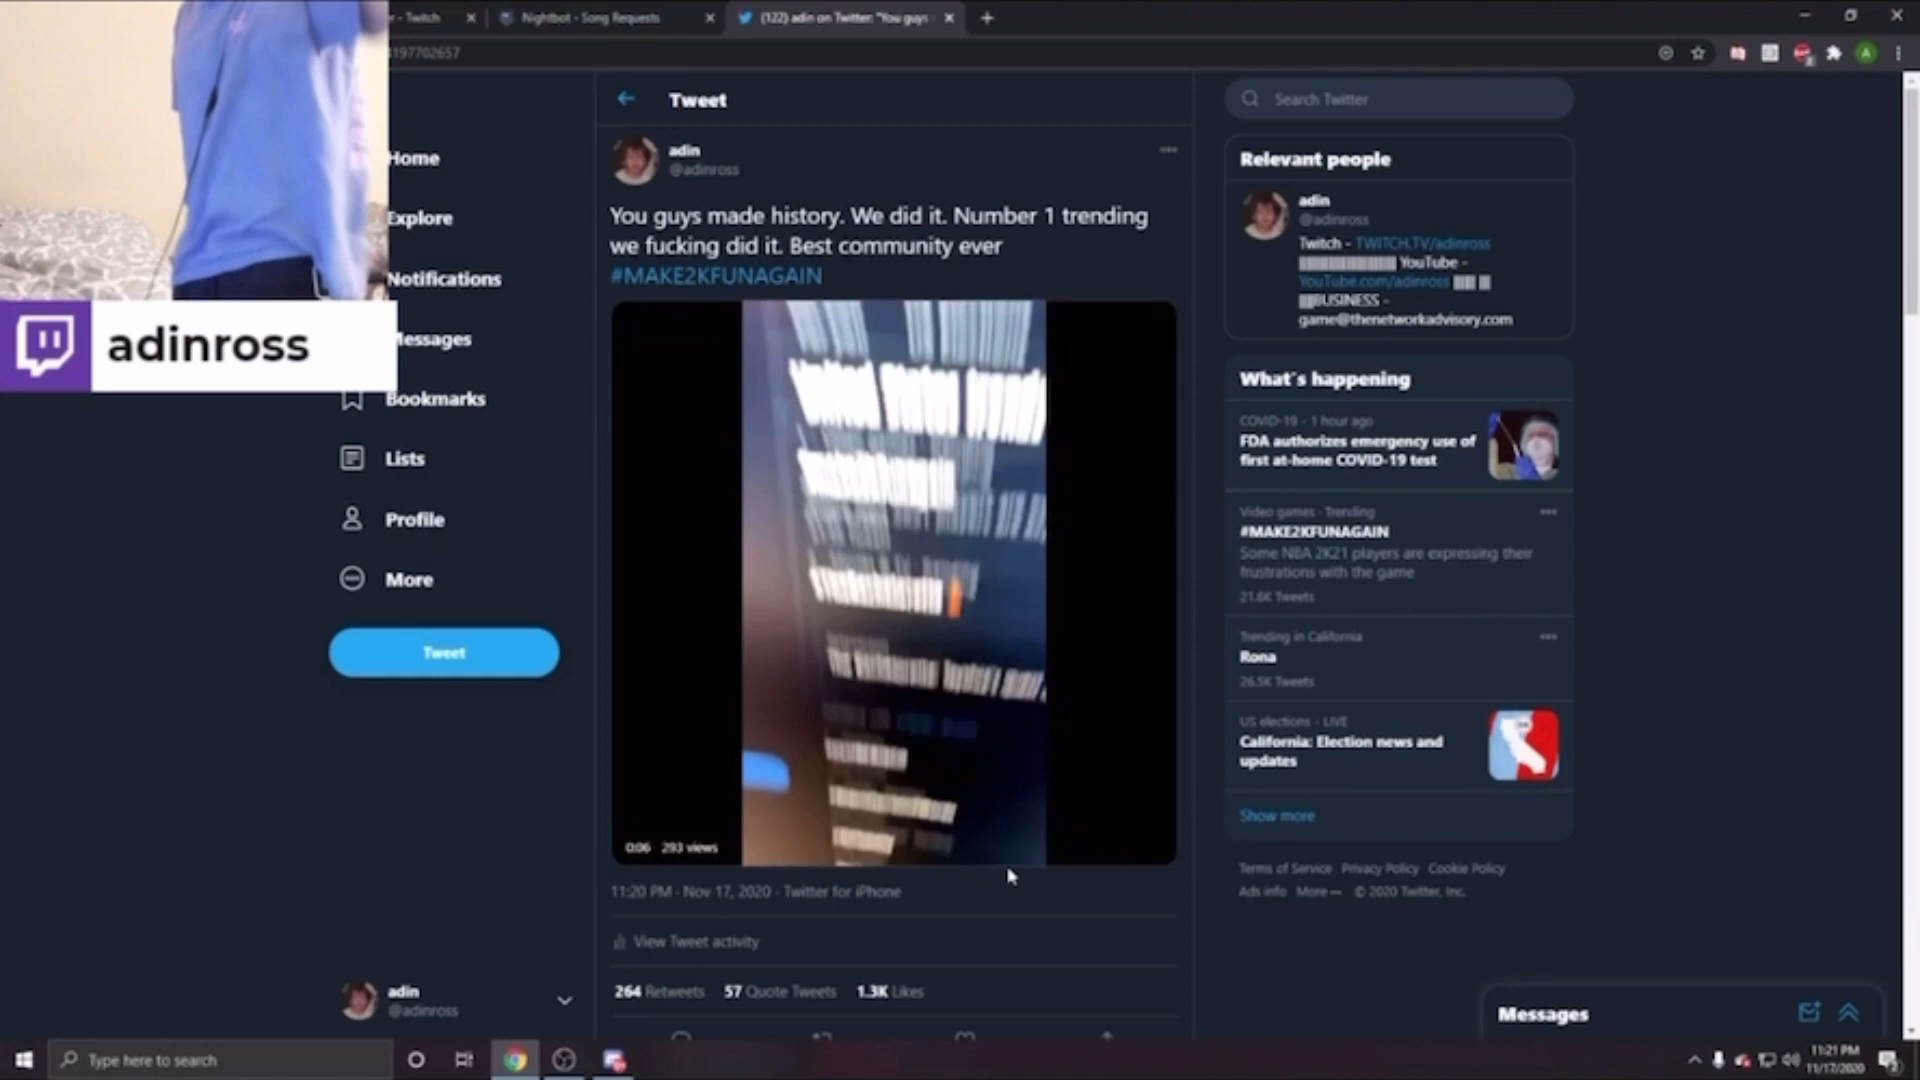 r - Twitch
Nightbot - Song Requests
(122) adin on Twitter: "You guys
197702657
adinross
Home
Explore
Notifications
Messages
Bookmarks
Lists
Profile
More
Tweet
adin
@adinross
Tweet
adin
@adinross
You guys made history. We did it. Number 1 trending
we fucking did it. Best community ever
#MAKE2KFUNAGAIN
0:06 293 views
11:20 PM · Nov 17, 2020 · Twitter for iPhone
View Tweet activity
264 Retweets 57 Quote Tweets 1.3K Likes
Search Twitter
Relevant people
adin
@adinross
Twitch - TWITCH.TV/adinross
YouTube -
YouTube.com/adinross
BUSINESS -
game@thenetworkadvisory.com
What's happening
COVID-19 · 1 hour ago
FDA authorizes emergency use of
first at-home COVID-19 test
Video games · Trending
#MAKE2KFUNAGAIN
Some NBA 2K21 players are expressing their
frustrations with the game
21.6K Tweets
Trending in California
Rona
26.5K Tweets
US elections · LIVE
California: Election news and
updates
Show more
Terms of Service Privacy Policy Cookie Policy
Ads info More © 2020 Twitter, Inc.
Messages
Type here to search
11:21 PM
11/17/2020